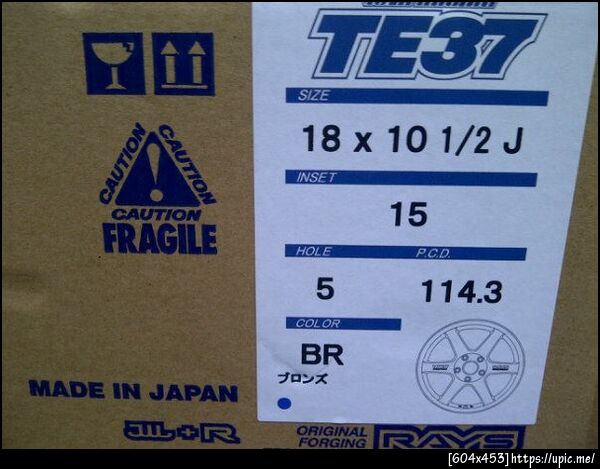 TE37
SIZE
18 x 10 1/2 J
INSET
15
HOLE P.C.D.
5 114.3
COLOR
BR
ブロンズ
TE37
CAUTION CAUTION
CAUTION
FRAGILE
MADE IN JAPAN
+R
ORIGINAL
FORGING
RAYS
[604x453]https://upic.me/